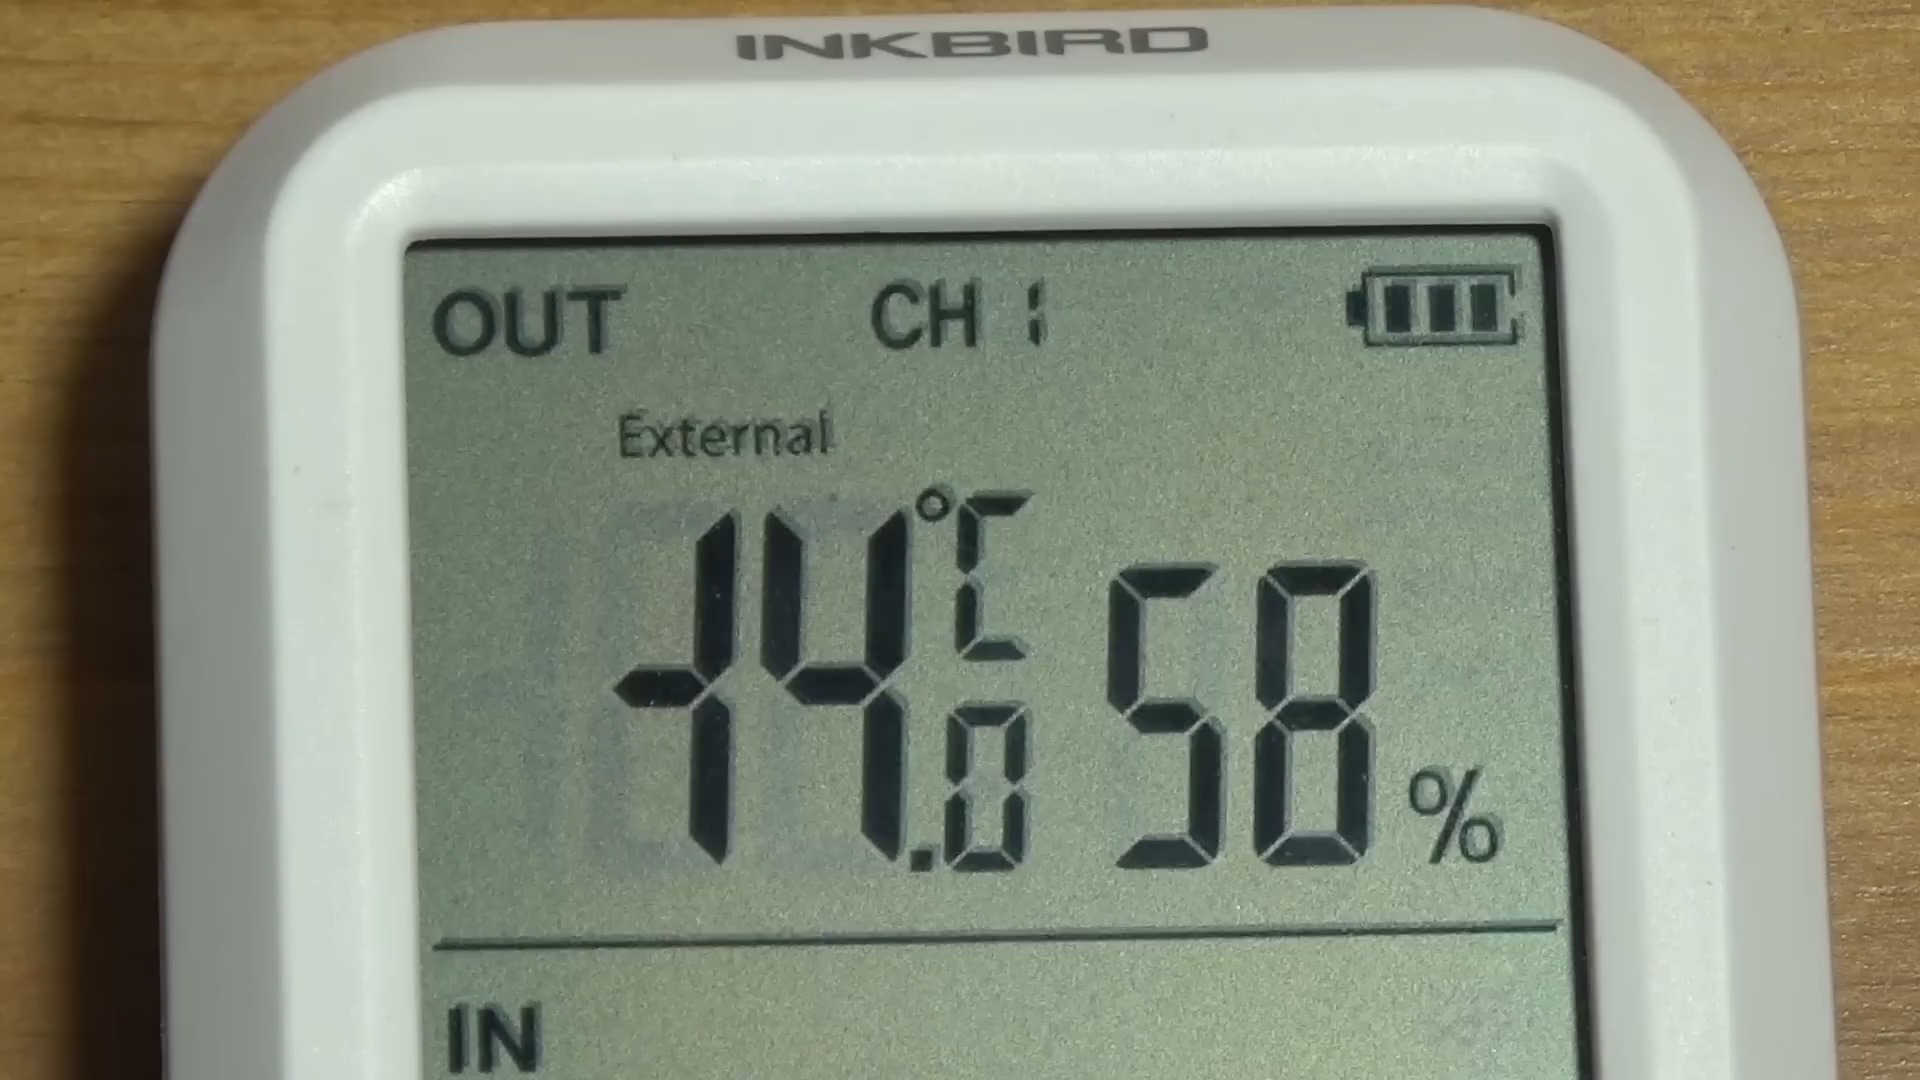 INKBIRD
OUT CH 1
External
-14.0°C 58%
IN